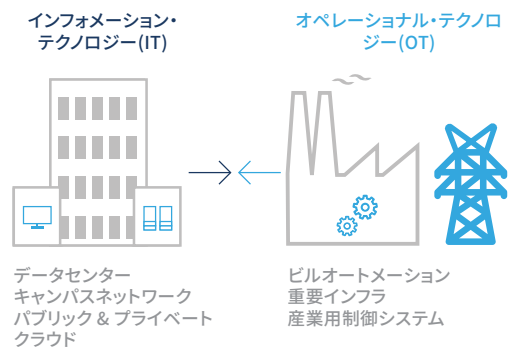 インフォメーション・
テクノロジー(IT)
オペレーショナル・テクノロ
ジー(OT)
データセンター
キャンパスネットワーク
パブリック & プライベート
クラウド
ビルオートメーション
重要インフラ
産業用制御システム